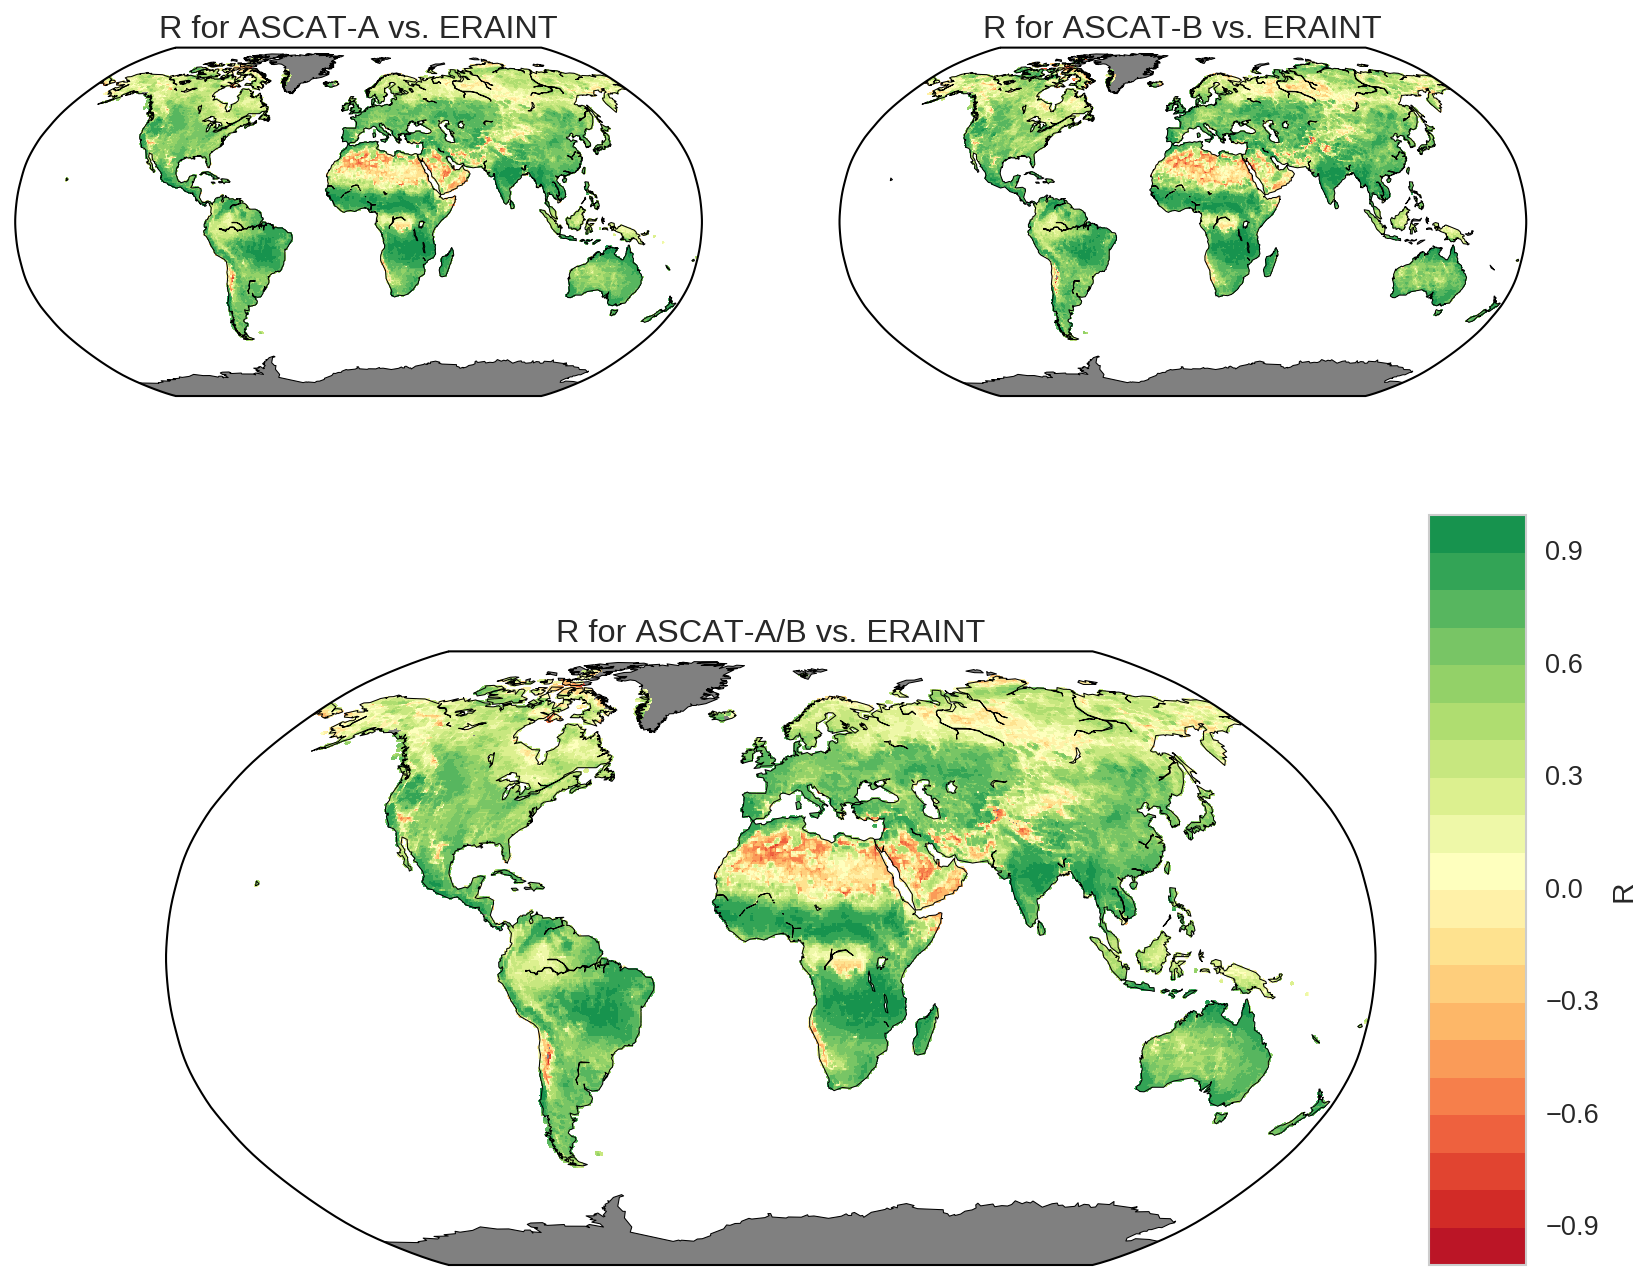 R for ASCAT-A vs. ERAINT
R for ASCAT-B vs. ERAINT
R for ASCAT-A/B vs. ERAINT
0.9
0.6
0.3
0.0
−0.3
−0.6
−0.9
R